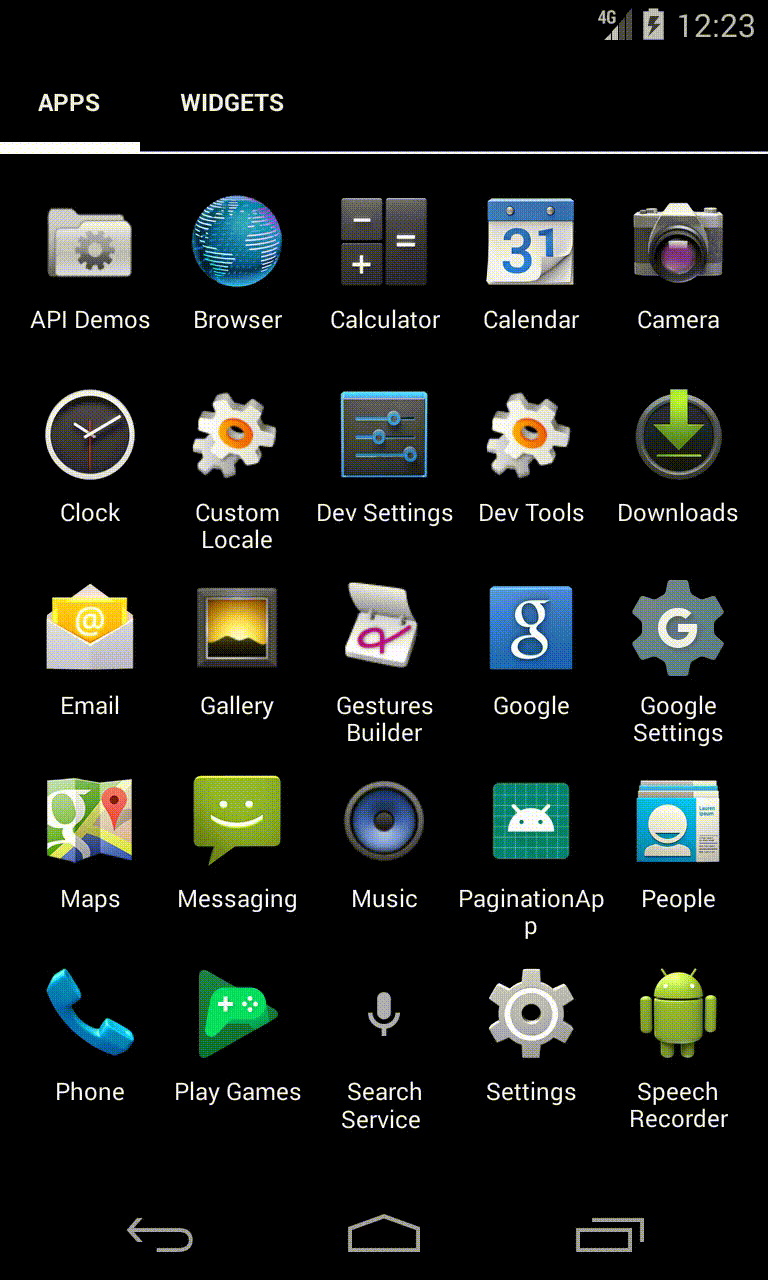 4G 12:23
APPS WIDGETS
31
API Demos Browser Calculator Calendar Camera
Clock Custom Locale Dev Settings Dev Tools Downloads
@ g G
Email Gallery Gestures Builder Google Google Settings
g
Maps Messaging Music PaginationAp
p People
Phone Play Games Search Service Settings Speech Recorder